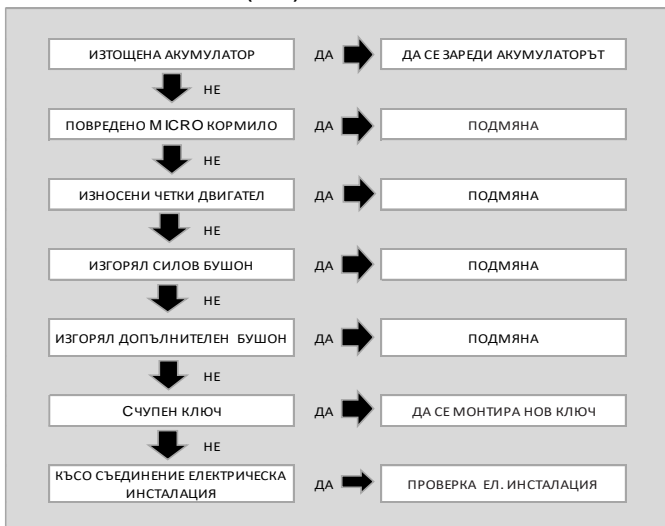 ИЗТОЩЕНА АКУМУЛАТОР ДА ДА СЕ ЗАРЕДИ АКУМУЛАТОРЪТ
НЕ
ПОВРЕДЕНО MICRO КОРМИЛО ДА ПОДМЯНА
НЕ
ИЗНОСЕНИ ЧЕТКИ ДВИГАТЕЛ ДА ПОДМЯНА
НЕ
ИЗГОРЯЛ СИЛОВ БУШОН ДА ПОДМЯНА
НЕ
ИЗГОРЯЛ ДОПЪЛНИТЕЛЕН БУШОН ДА ПОДМЯНА
НЕ
СЧУПЕН КЛЮЧ ДА ДА СЕ МОНТИРА НОВ КЛЮЧ
НЕ
КЪСО СЪЕДИНЕНИЕ ЕЛЕКТРИЧЕСКА
ИНСТАЛАЦИЯ ДА ПРОВЕРКА ЕЛ. ИНСТАЛАЦИЯ